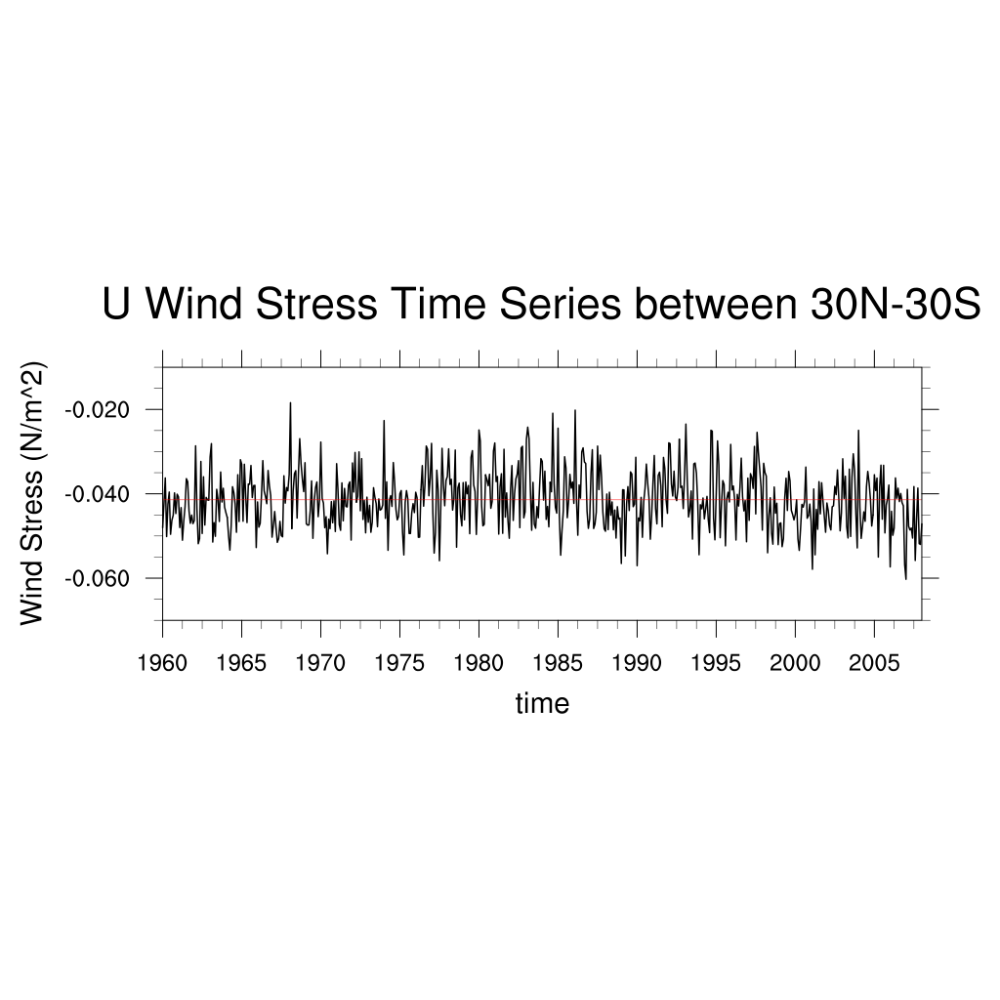 U Wind Stress Time Series between 30N-30S
Wind Stress (N/m^2)
-0.020
-0.040
-0.060
1960 1965 1970 1975 1980 1985 1990 1995 2000 2005
time